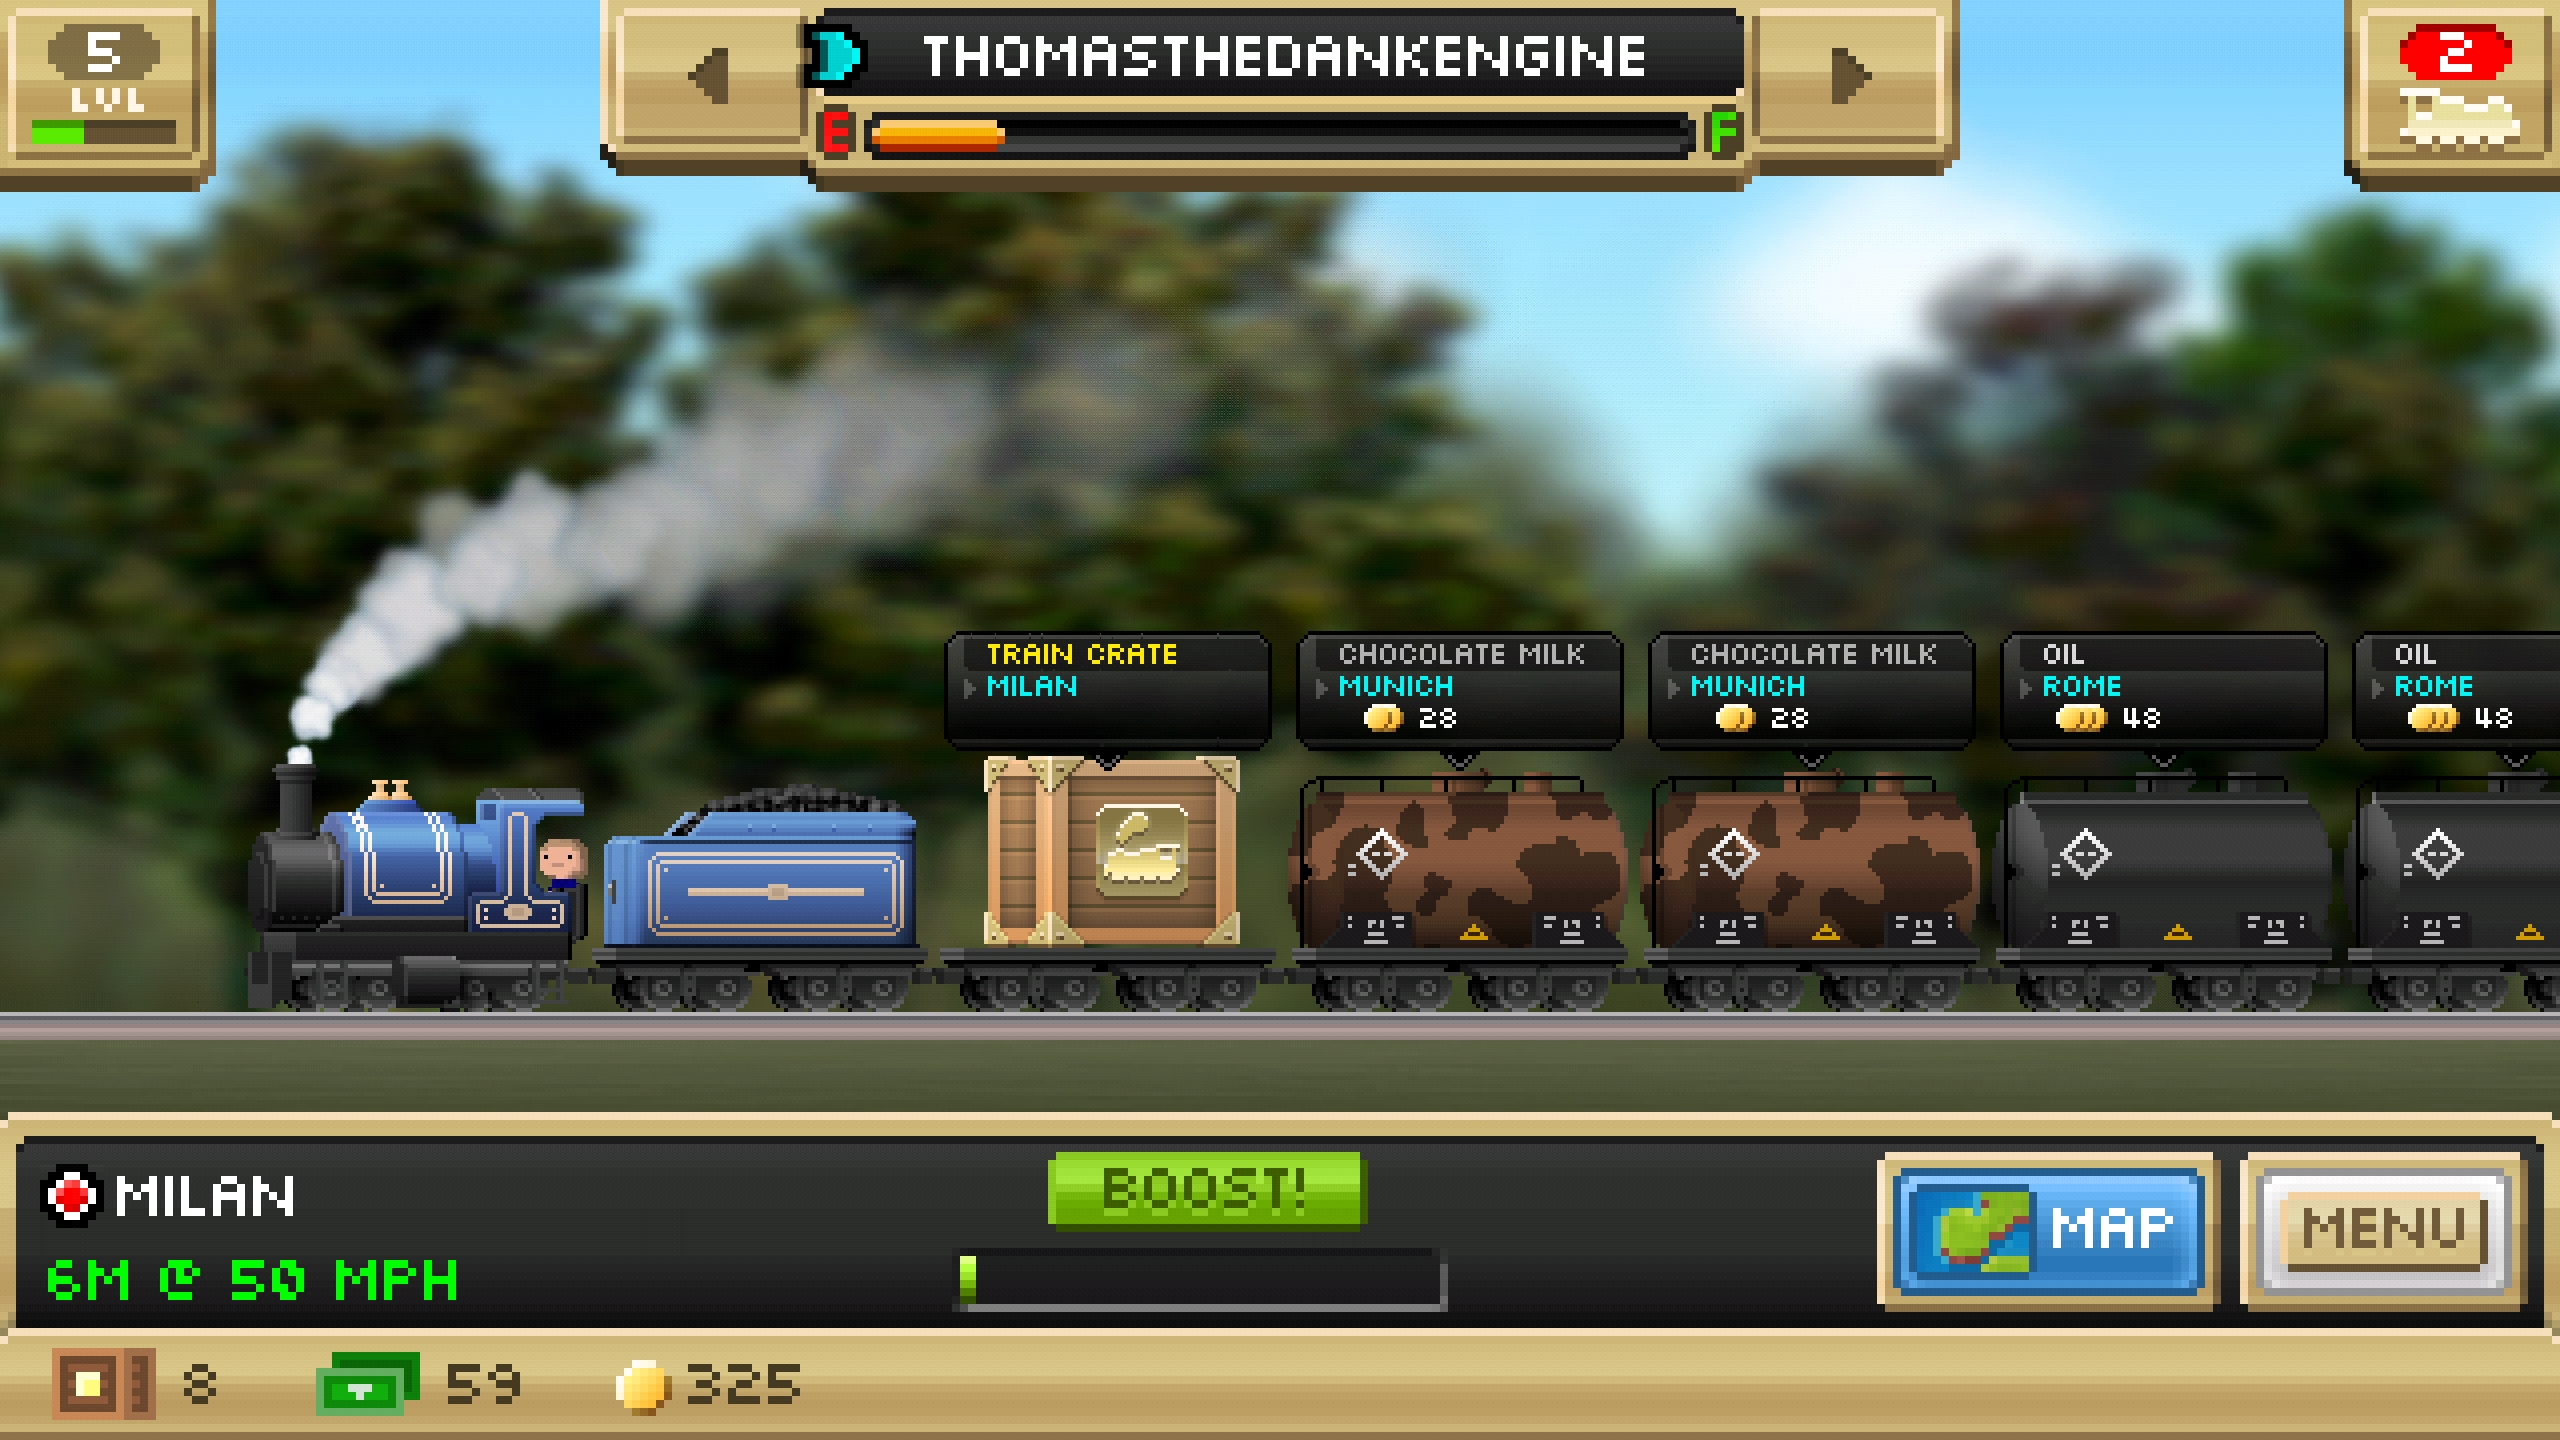 5
LVL
THOMASTHEDANKENGINE
E
F
2
TRAIN CRATE
MILAN
CHOCOLATE MILK
MUNICH
28
CHOCOLATE MILK
MUNICH
28
OIL
ROME
48
OIL
ROME
48
MILAN
6M @ 50 MPH
BOOST!
MAP
MENU
8
59
325